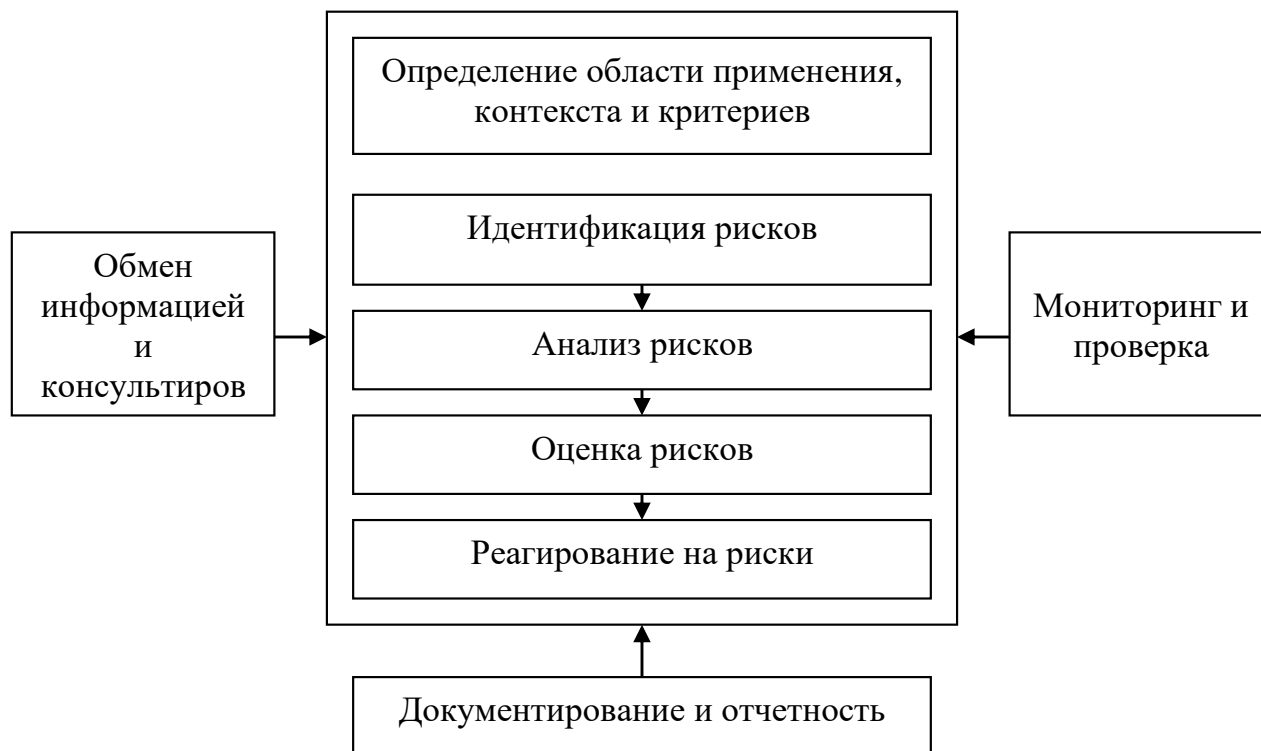 Определение области применения,
контекста и критериев
Идентификация рисков
Обмен
информацией
и
консультиров
Анализ рисков
Мониторинг и
проверка
Оценка рисков
Реагирование на риски
Документирование и отчетность